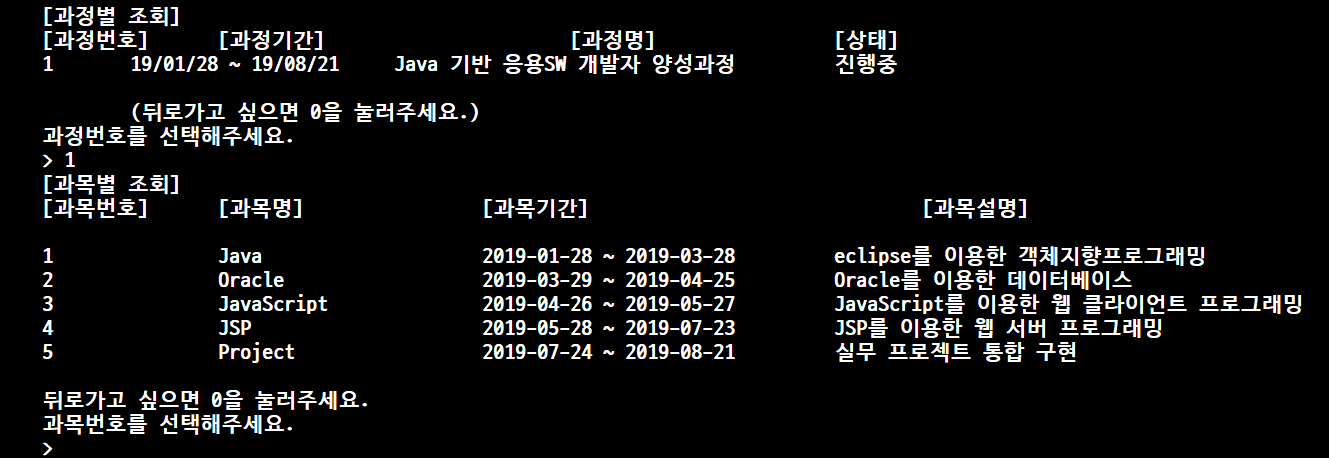 [과정별 조회]
[과정번호] [과정기간] [과정명] [상태]
1 19/01/28 ~ 19/08/21 Java 기반 응용SW 개발자 양성과정 진행중
(뒤로가고 싶으면 0을 눌러주세요.)
과정번호를 선택해주세요.
> 1
[과목별 조회]
[과목번호] [과목명] [과목기간] [과목설명]
1 Java 2019-01-28 ~ 2019-03-28 eclipse를 이용한 객체지향프로그래밍
2 Oracle 2019-03-29 ~ 2019-04-25 Oracle를 이용한 데이터베이스
3 JavaScript 2019-04-26 ~ 2019-05-27 JavaScript를 이용한 웹 클라이언트 프로그래밍
4 JSP 2019-05-28 ~ 2019-07-23 JSP를 이용한 웹 서버 프로그래밍
5 Project 2019-07-24 ~ 2019-08-21 실무 프로젝트 통합 구현
뒤로가고 싶으면 0을 눌러주세요.
과목번호를 선택해주세요.
>